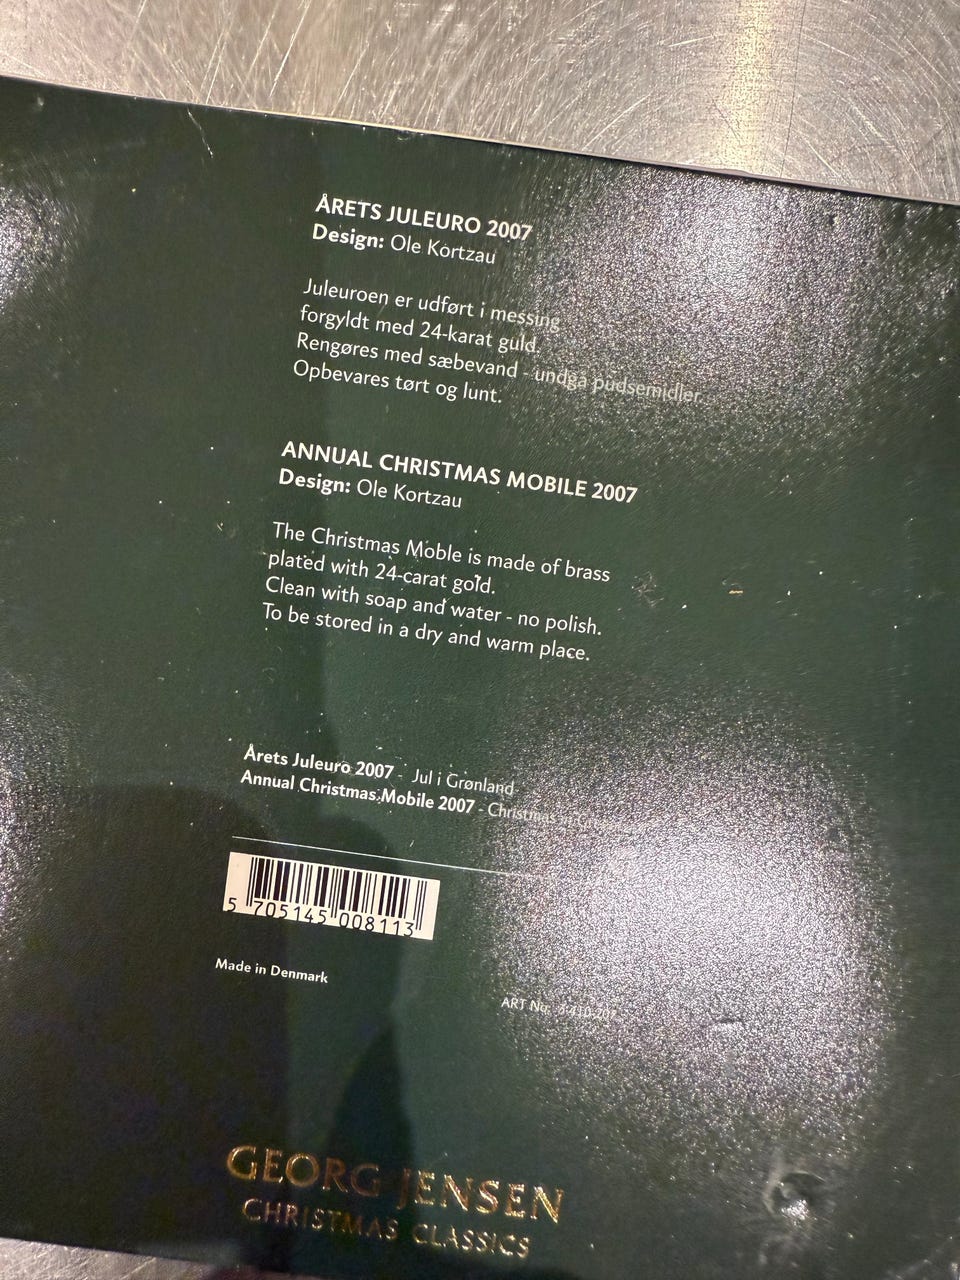 ÅRETS JULEURO 2007
Design: Ole Kortzau
Juleuroen er udført i messing
forgyldt med 24-karat guld.
Rengøres med sæbevand - undgå pudsemidler.
Opbevares tørt og lunt.
ANNUAL CHRISTMAS MOBILE 2007
Design: Ole Kortzau
The Christmas Moble is made of brass
plated with 24-carat gold.
Clean with soap and water - no polish.
To be stored in a dry and warm place.
Årets Juleuro 2007 - Jul i Grønland
Annual Christmas Mobile 2007 - Christmas
5 705145 008113
Made in Denmark
ART No.
GEORG JENSEN
CHRISTMAS CLASSICS